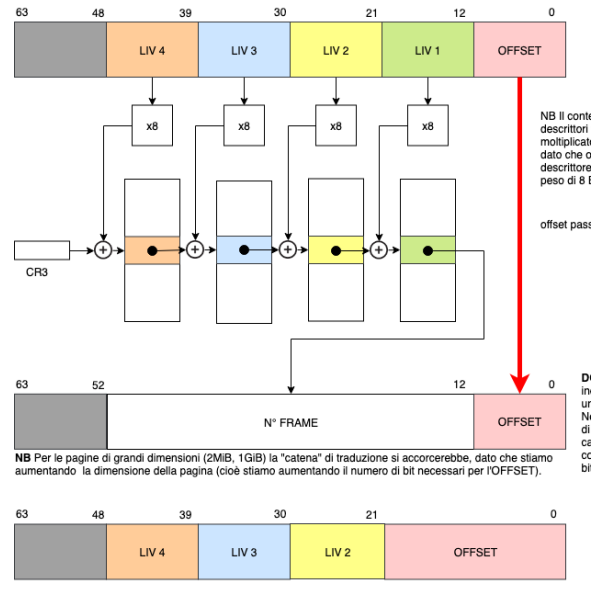 63 48 39 30 21 12 0
LIV 4 LIV 3 LIV 2 LIV 1 OFFSET
x8 x8 x8 x8
NB Il
descrittori
dato che
peso di 8
offset
CR3
63 52 12 0
N° FRAME OFFSET
NB Per le pagine di grandi dimensioni (2MiB, 1GiB) la "catena" di traduzione si accorcerebbe, dato che stiamo
aumentando la dimensione della pagina (cioè stiamo aumentando il numero di bit necessari per l'OFFSET).
di
63 48 39 30 21 0
LIV 4 LIV 3 LIV 2 OFFSET